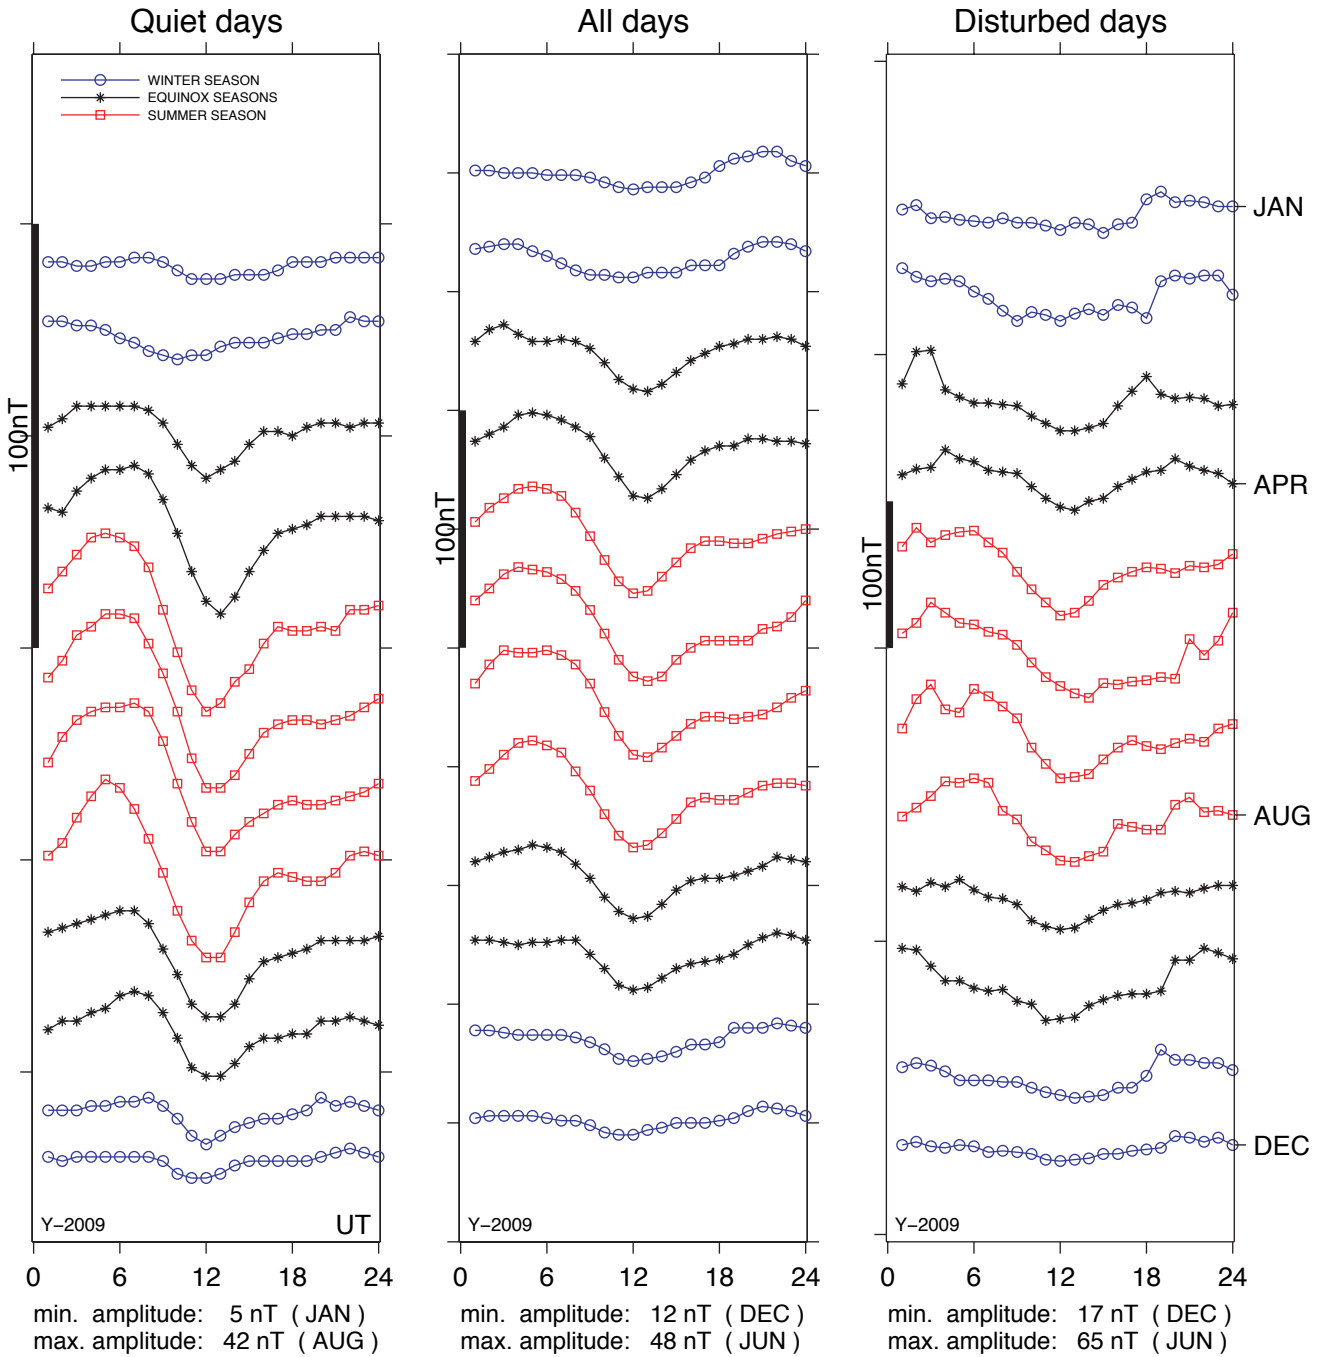 Quiet days
All days
Disturbed days
WINTER SEASON
EQUINOX SEASONS
SUMMER SEASON
JAN
APR
AUG
DEC
100nT
100nT
100nT
Y−2009
UT
Y−2009
Y−2009
0 6 12 18 24
0 6 12 18 24
0 6 12 18 24
min. amplitude: 5 nT ( JAN )
max. amplitude: 42 nT ( AUG )
min. amplitude: 12 nT ( DEC )
max. amplitude: 48 nT ( JUN )
min. amplitude: 17 nT ( DEC )
max. amplitude: 65 nT ( JUN )